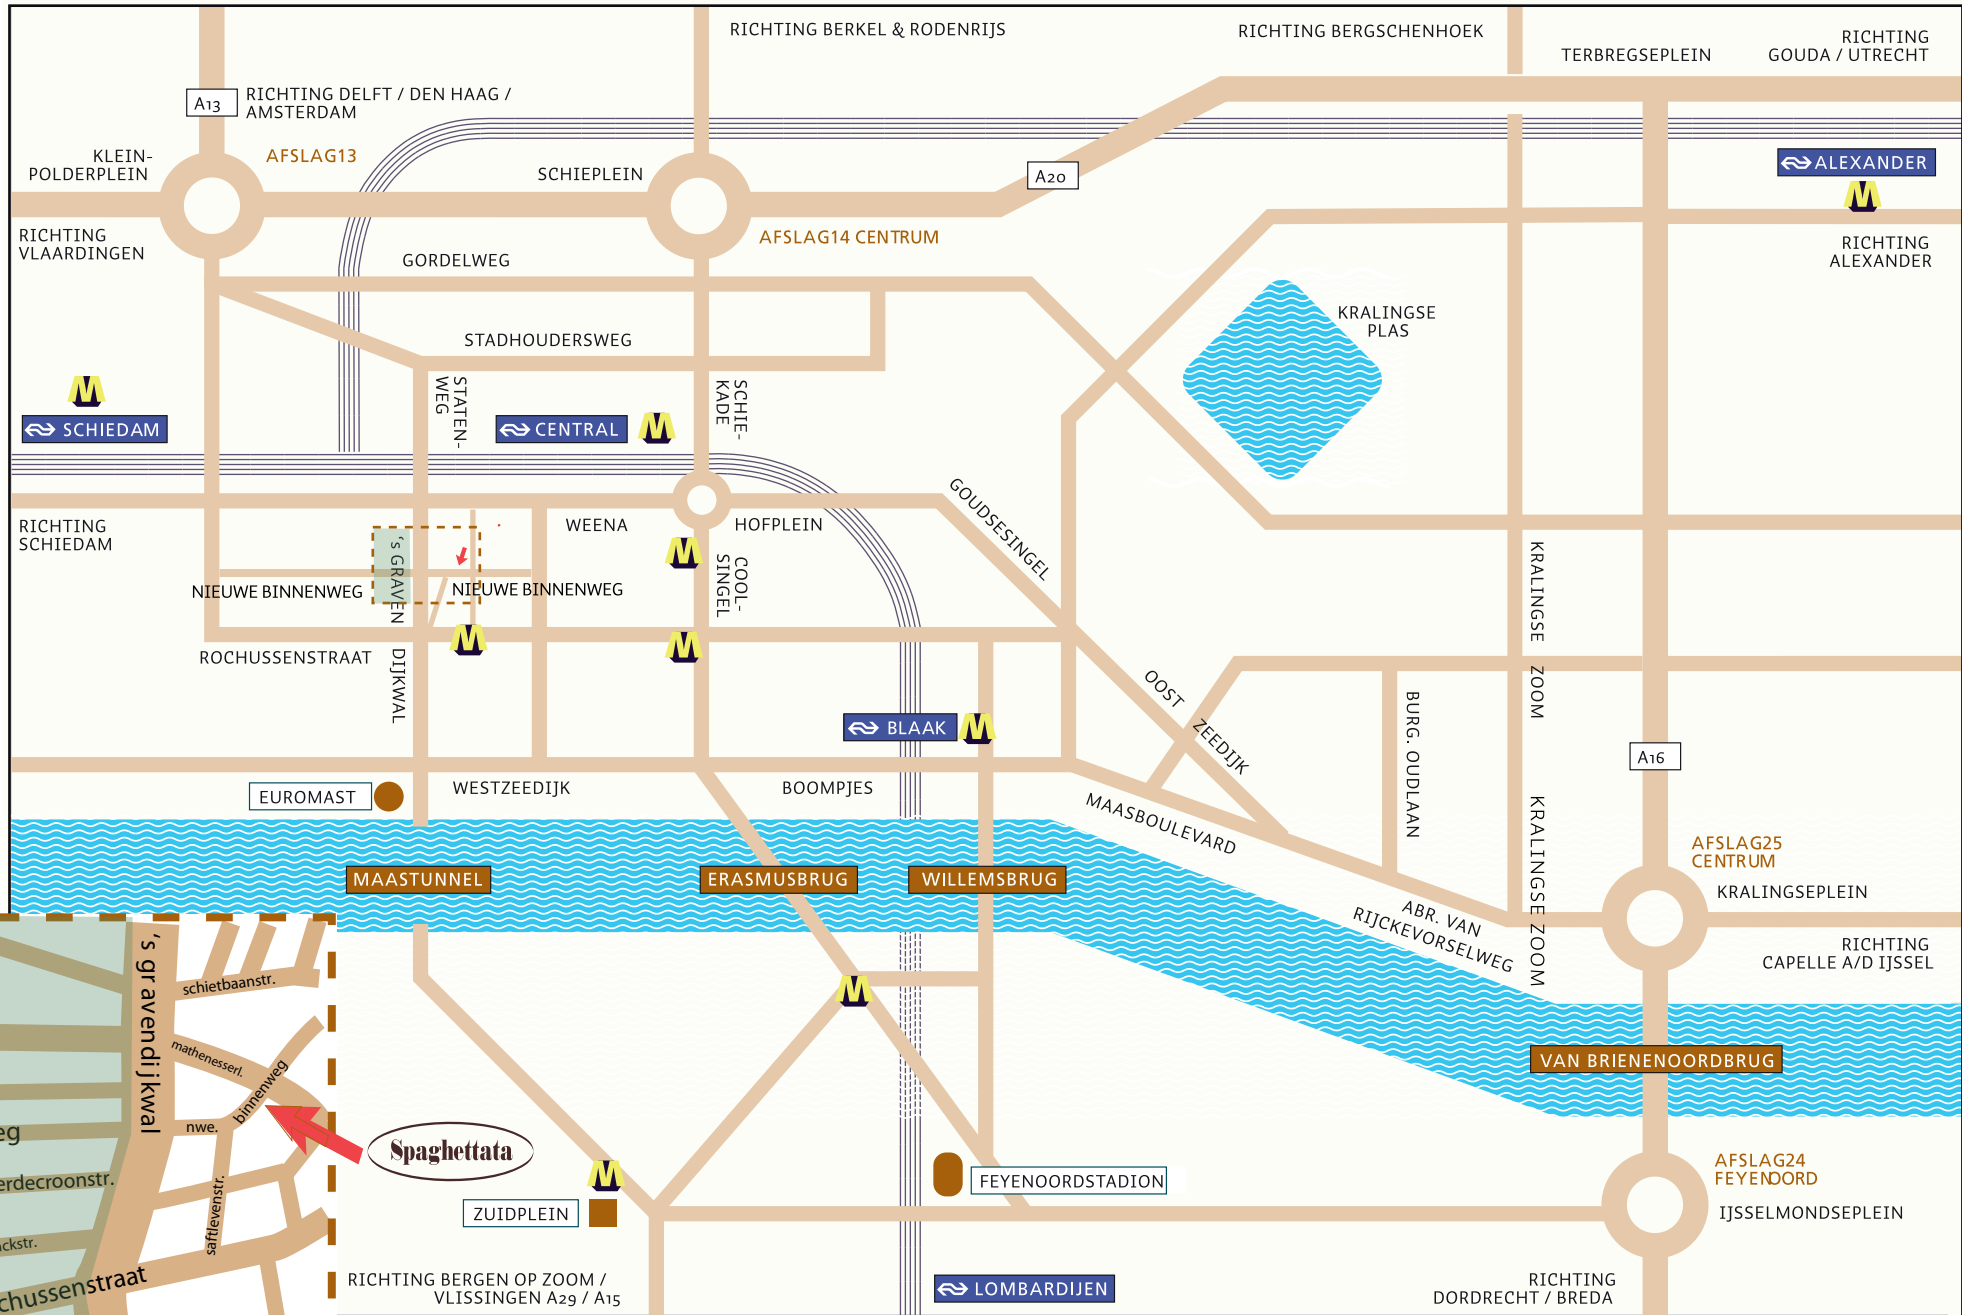 RICHTING BERKEL & RODENRIJS
RICHTING BERGSCHENHOEK
TERBREGSEPLEIN
RICHTING
GOUDA / UTRECHT
A13
RICHTING DELFT / DEN HAAG /
AMSTERDAM
KLEIN-
POLDERPLEIN
AFSLAG13
SCHIEPLEIN
A20
ALEXANDER
RICHTING
VLAARDINGEN
AFSLAG14 CENTRUM
RICHTING
ALEXANDER
GORDELWEG
KRALINGSE
PLAS
STADHOUDERSWEG
STATEN-
WEG
SCHIE-
KADE
SCHIEDAM
CENTRAL
GOUDSESINGEL
RICHTING
SCHIEDAM
WEENA
HOFPLEIN
's GRAVEN
DIJKWAL
COOL-
SINGEL
NIEUWE BINNENWEG
NIEUWE BINNENWEG
KRALINGSE ZOOM
ROCHUSSENSTRAAT
OOST ZEEDIJK
BURG. OUDLAAN
BLAAK
A16
EUROMAST
WESTZEEDIJK
BOOMPJES
MAASBOULEVARD
KRALINGSE ZOOM
AFSLAG25
CENTRUM
KRALINGSEPLEIN
MAASTUNNEL
ERASMUSBRUG
WILLEMSBRUG
ABR. VAN
RIJCKEVORSELWEG
RICHTING
CAPELLE A/D IJSSEL
VAN BRIENENOORDBRUG
's gravendijkwal
schietbaanstr.
mathenesserl.
binnenweg
nwe.
eg
erdecroonstr.
saftlevenstr.
ckstr.
chussenstraat
Spaghettata
ZUIDPLEIN
FEYENOORDSTADION
AFSLAG24
FEYENOORD
IJSSELMONDSEPLEIN
RICHTING BERGEN OP ZOOM /
VLISSINGEN A29 / A15
LOMBARDIJEN
RICHTING
DORDRECHT / BREDA